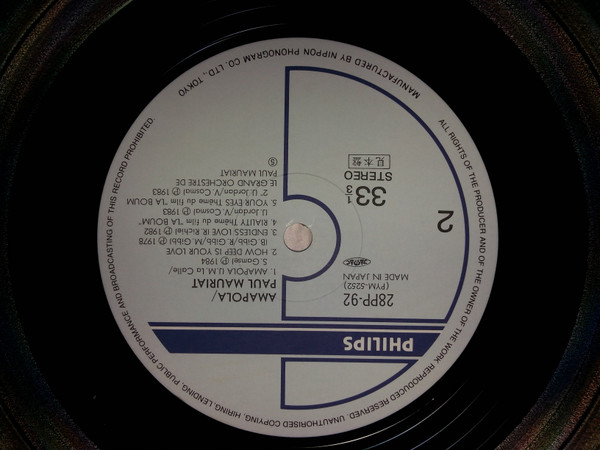 PHILIPS
28PP-92
(PYM-5252)
MADE IN JAPAN
2
33 1/3
STEREO
見本盤
AMAPOLA/
PAUL MAURIAT
1. AMAPOLA (J. la Calle/
S. Gamse) Ⓟ 1984
2. HOW DEEP IS YOUR LOVE
(B. Gibb/R. Gibb/M. Gibb) Ⓟ 1978
3. ENDLESS LOVE (R. Richie) Ⓟ 1982
4. REALITY Thème du film "LA BOUM"
(J. Jordan/V. Cosma) Ⓟ 1983
5. YOUR EYES Thème du film "LA BOUM
2" (J. Jordan/V. Cosma) Ⓟ 1983
LE GRAND ORCHESTRE DE
PAUL MAURIAT
Ⓢ
ALL RIGHTS OF THE PRODUCER AND OF THE OWNER OF THE WORK REPRODUCED RESERVED. UNAUTHORISED COPYING, HIRING, LENDING, PUBLIC PERFORMANCE AND BROADCASTING OF THIS RECORD PROHIBITED.
MANUFACTURED BY NIPPON PHONOGRAM CO. LTD., TOKYO